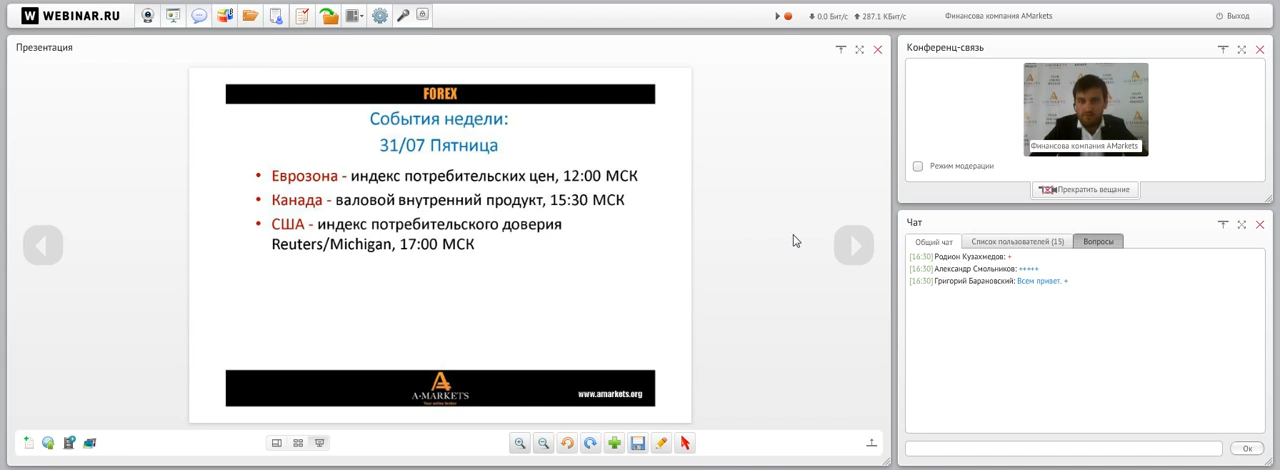 W WEBINAR.RU
0.0 Бит/с 287.1 КБит/с
Финансова компания AMarkets
Выход
Презентация
FOREX
События недели:
31/07 Пятница
• Еврозона - индекс потребительских цен, 12:00 МСК
• Канада - валовой внутренний продукт, 15:30 МСК
• США - индекс потребительского доверия
Reuters/Michigan, 17:00 МСК
A-MARKETS
Your online broker
www.amarkets.org
Конференц-связь
Финансова компания AMarkets
Режим модерации
Прекратить вещание
Чат
Общий чат
Список пользователей (15)
Вопросы
[16:30] Родион Кузахмедов: +
[16:30] Александр Смольников: +++++
[16:30] Григорий Барановский: Всем привет. +
Ок